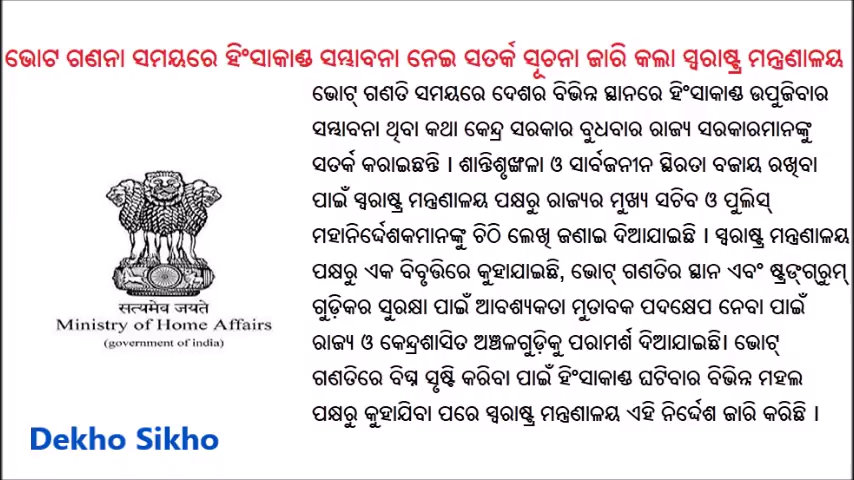 ଭୋଟ ଗଣନା ସମୟରେ ହିଂସାକାଣ୍ଡ ସମ୍ଭାବନା ନେଇ ସତର୍କ ସୂଚନା ଜାରି କଲା ସ୍ୱରାଷ୍ଟ୍ର ମନ୍ତ୍ରଣାଳୟ
ଭୋଟ୍ ଗଣତି ସମୟରେ ଦେଶର ବିଭିନ୍ନ ସ୍ଥାନରେ ହିଂସାକାଣ୍ଡ ଉପୁଜିବାର
ସମ୍ଭାବନା ଥିବା କଥା କେନ୍ଦ୍ର ସରକାର ବୁଧବାର ରାଜ୍ୟ ସରକାରମାନଙ୍କୁ
ସତର୍କ କରାଇଛନ୍ତି । ଶାନ୍ତିଶୃଙ୍ଖଳା ଓ ସାର୍ବଜନୀନ ସ୍ଥିରତା ବଜାୟ ରଖିବା
ପାଇଁ ସ୍ୱରାଷ୍ଟ୍ର ମନ୍ତ୍ରଣାଳୟ ପକ୍ଷରୁ ରାଜ୍ୟର ମୁଖ୍ୟ ସଚିବ ଓ ପୁଲିସ୍
ମହାନିର୍ଦ୍ଦେଶକମାନଙ୍କୁ ଚିଠି ଲେଖି ଜଣାଇ ଦିଆଯାଇଛି । ସ୍ୱରାଷ୍ଟ୍ର ମନ୍ତ୍ରଣାଳୟ
ପକ୍ଷରୁ ଏକ ବିବୃତ୍ତିରେ କୁହାଯାଇଛି, ଭୋଟ୍ ଗଣତିର ସ୍ଥାନ ଏବଂ ଷ୍ଟ୍ରଙ୍ଗ୍‌ରୁମ୍
ଗୁଡ଼ିକର ସୁରକ୍ଷା ପାଇଁ ଆବଶ୍ୟକତା ମୁତାବକ ପଦକ୍ଷେପ ନେବା ପାଇଁ
ରାଜ୍ୟ ଓ କେନ୍ଦ୍ରଶାସିତ ଅଞ୍ଚଳଗୁଡ଼ିକୁ ପରାମର୍ଶ ଦିଆଯାଇଛି। ଭୋଟ୍
ଗଣତିରେ ବିଘ୍ନ ସୃଷ୍ଟି କରିବା ପାଇଁ ହିଂସାକାଣ୍ଡ ଘଟିବାର ବିଭିନ୍ନ ମହଲ
ପକ୍ଷରୁ କୁହାଯିବା ପରେ ସ୍ୱରାଷ୍ଟ୍ର ମନ୍ତ୍ରଣାଳୟ ଏହି ନିର୍ଦ୍ଦେଶ ଜାରି କରିଛି ।
सत्यमेव जयते
Ministry of Home Affairs
(government of india)
Dekho Sikho